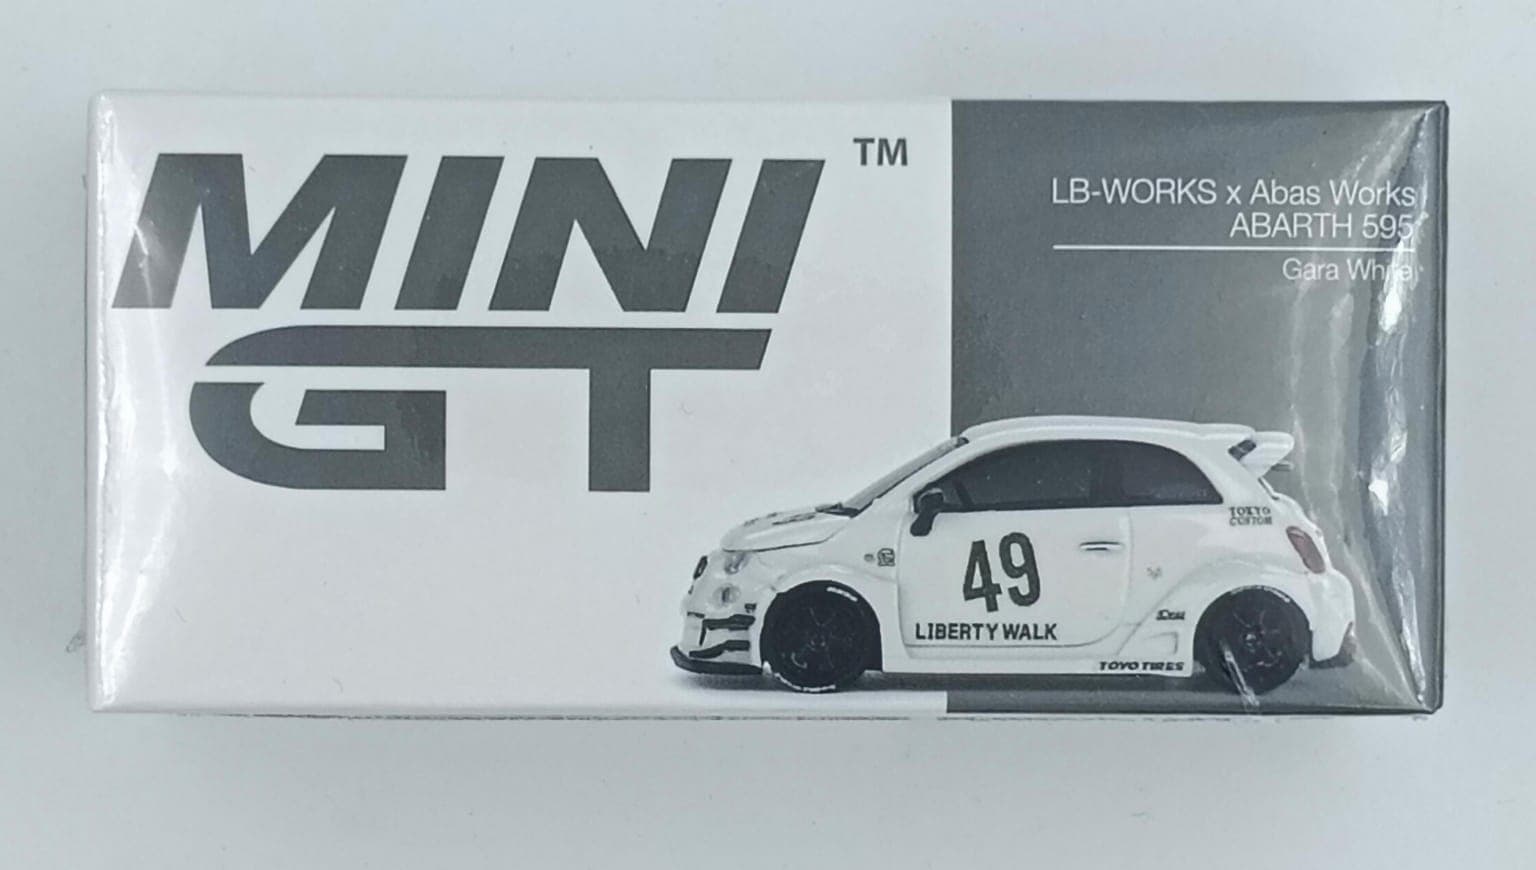 MINI
GT
TM
LB-WORKS x Abas Works
ABARTH 595
Gara White
TOKYO
CUSTOM
49
LIBERTY WALK
TOYO TIRES